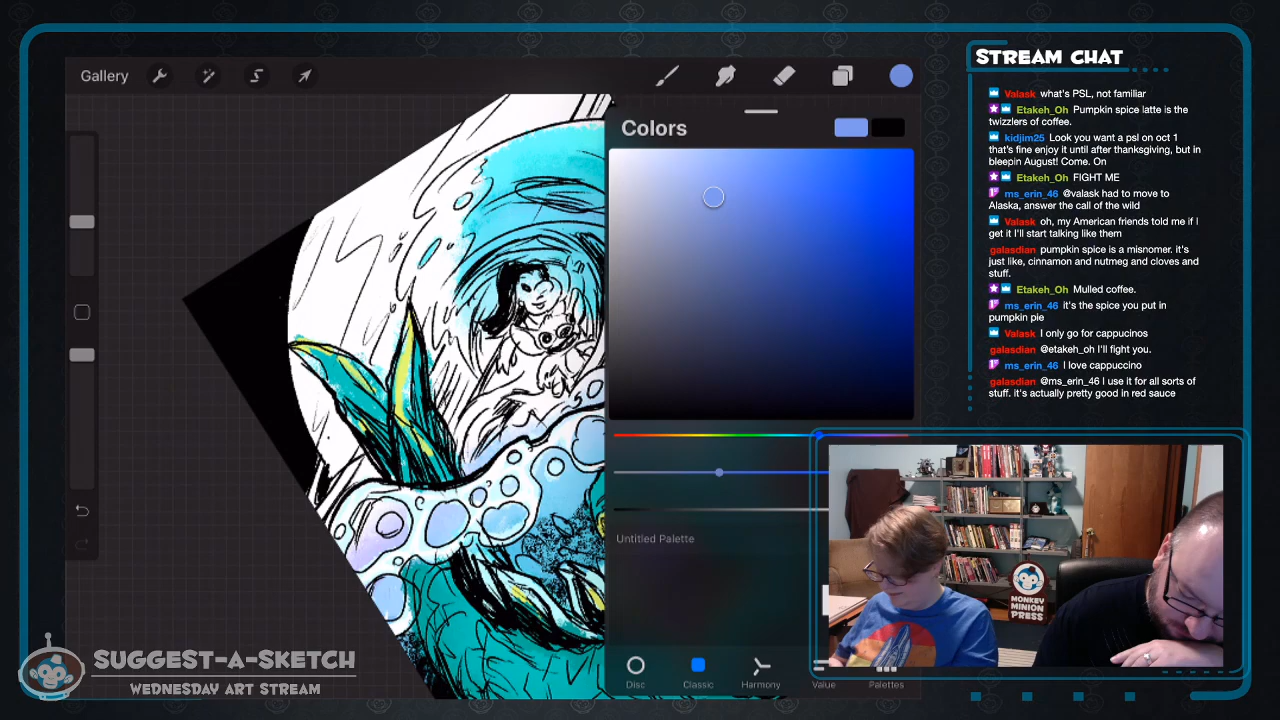 Gallery
Colors
Untitled Palette
Disc
Classic
Harmony
Value
Palettes
STREAM CHAT
Valask what's PSL, not familiar
Etakeh_Oh Pumpkin spice latte is the
twizzlers of coffee.
kidjim25 Look you want a psl on oct 1
that's fine enjoy it until after thanksgiving, but in
bleepin August! Come. On
Etakeh_Oh FIGHT ME
ms_erin_46 @valask had to move to
Alaska, answer the call of the wild
Valask oh, my American friends told me if I
get it I'll start talking like them
galasdian pumpkin spice is a misnomer. it's
just like, cinnamon and nutmeg and cloves and
stuff.
Etakeh_Oh Mulled coffee.
ms_erin_46 it's the spice you put in
pumpkin pie
Valask I only go for cappucinos
galasdian @etakeh_oh I'll fight you.
ms_erin_46 I love cappuccino
galasdian @ms_erin_46 I use it for all sorts of
stuff. it's actually pretty good in red sauce
MONKEY
MINION
PRESS
SUGGEST-A-SKETCH
WEDNESDAY ART STREAM